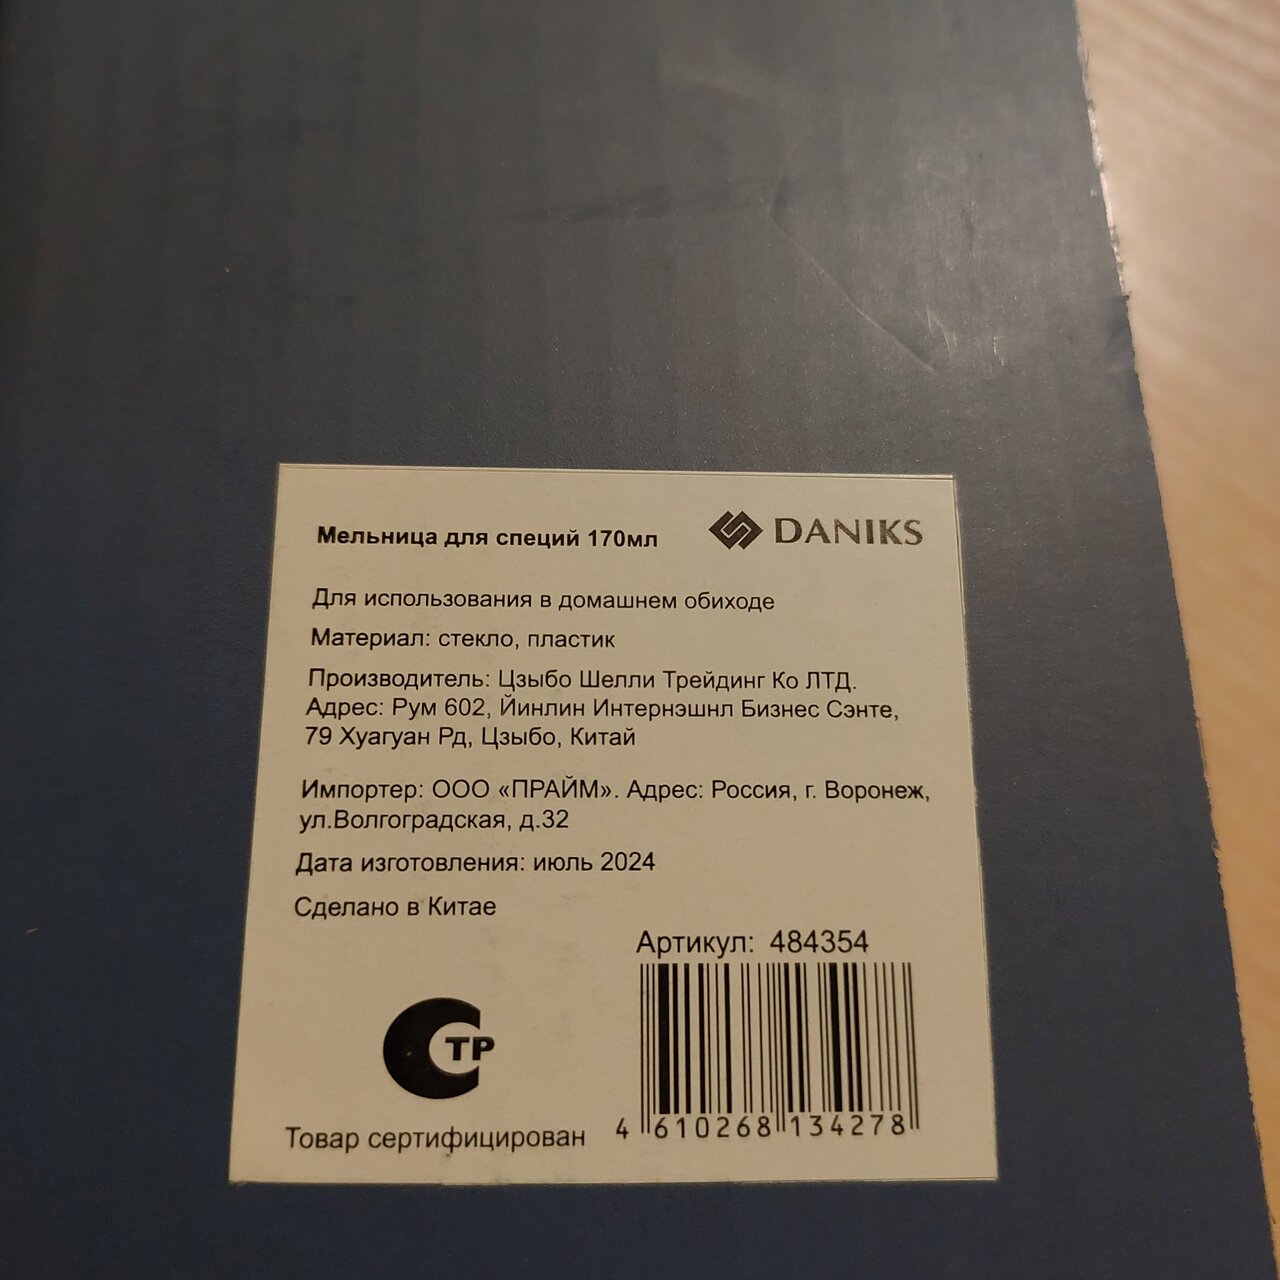 Мельница для специй 170мл
DANIKS
Для использования в домашнем обиходе
Материал: стекло, пластик
Производитель: Цзыбо Шелли Трейдинг Ко ЛТД.
Адрес: Рум 602, Йинлин Интернэшнл Бизнес Сэнте,
79 Хуагуан Рд, Цзыбо, Китай
Импортер: ООО «ПРАЙМ». Адрес: Россия, г. Воронеж,
ул.Волгоградская, д.32
Дата изготовления: июль 2024
Сделано в Китае
Артикул: 484354
СТР
Товар сертифицирован
4 610268 134278